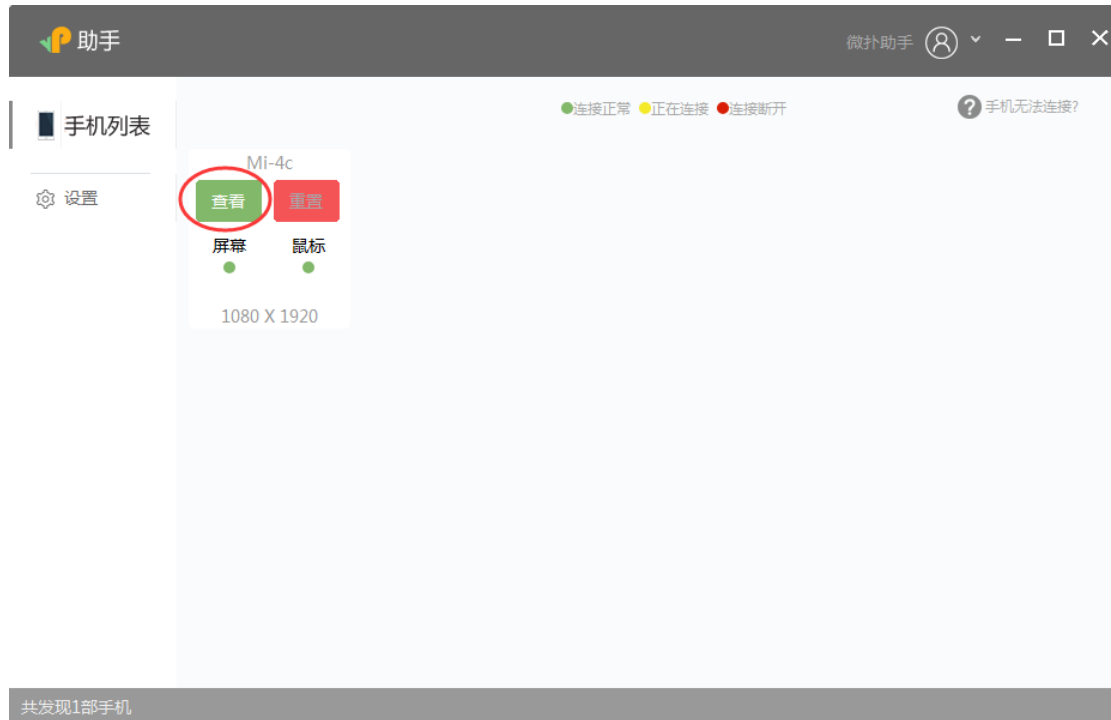 助手
微扑助手
手机列表
连接正常 正在连接 连接断开
手机无法连接?
Mi-4c
设置
查看 重置
屏幕 鼠标
1080 X 1920
共发现1部手机